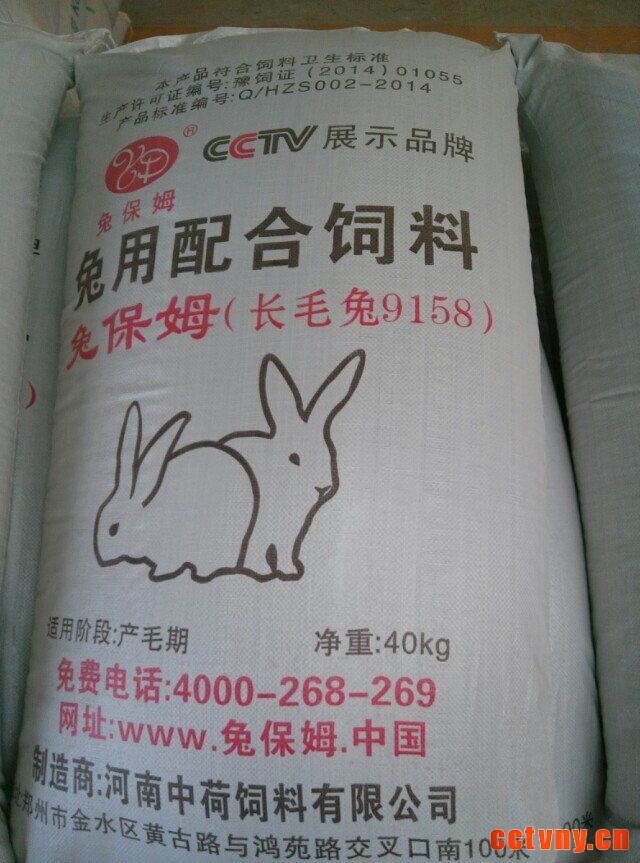 本产品符合饲料卫生标准
生产许可证编号:豫饲证(2014)01055
产品标准编号:Q/HZS002-2014
®
CCTV 展示品牌
兔保姆
兔用配合饲料
兔保姆(长毛兔9158)
适用阶段:产毛期 净重:40kg
免费电话:4000-268-269
网址:www.兔保姆.中国
制造商:河南中荷饲料有限公司
郑州市金水区黄古路与鸿苑路交叉口南100米
cctvny.cn